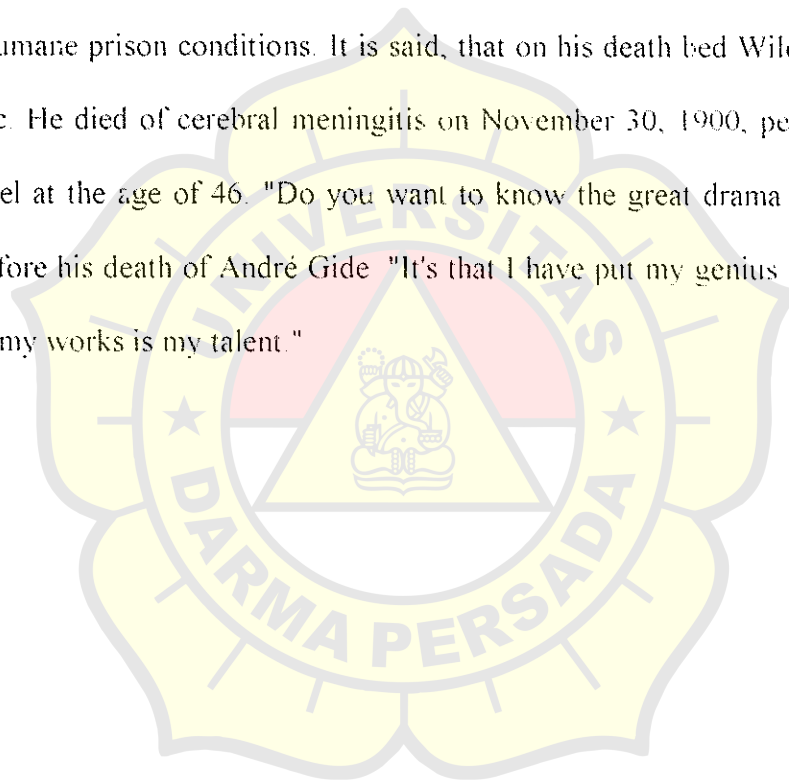 umane prison conditions. It is said, that on his death bed Wil
c. He died of cerebral meningitis on November 30, 1900, pe
el at the age of 46. "Do you want to know the great drama
fore his death of André Gide "It's that I have put my genius
my works is my talent."
UNIVERSITAS
DARMA PERSADA